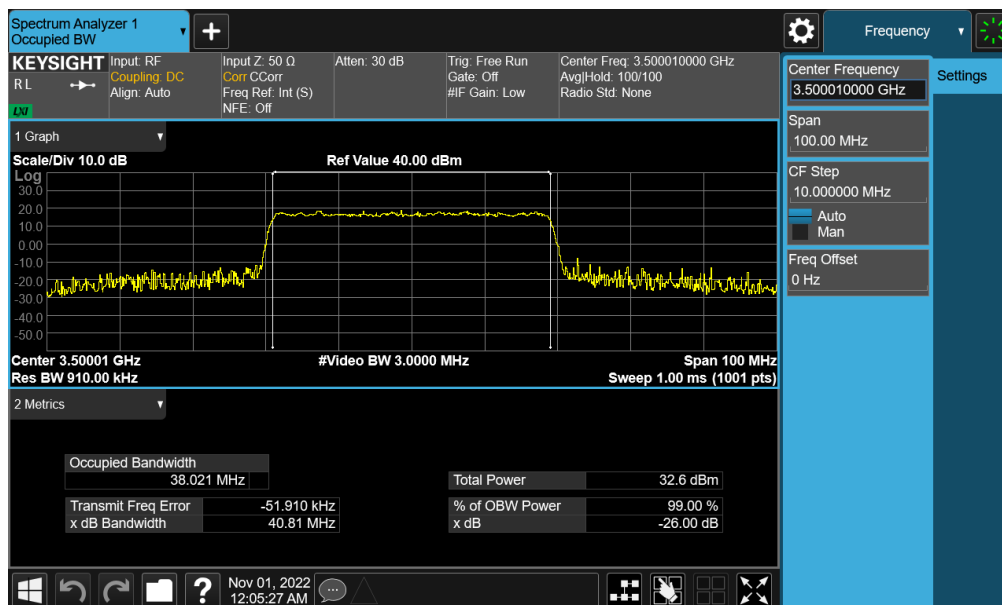 Spectrum Analyzer 1
Occupied BW
+
Frequency
KEYSIGHT
R L
LXI
Input: RF
Coupling: DC
Align: Auto
Input Z: 50 Ω
Corr CCorr
Freq Ref: Int (S)
NFE: Off
Atten: 30 dB
Trig: Free Run
Gate: Off
#IF Gain: Low
Center Freq: 3.500010000 GHz
Avg|Hold: 100/100
Radio Std: None
Center Frequency
3.500010000 GHz
Settings
Span
100.00 MHz
CF Step
10.000000 MHz
Auto
Man
Freq Offset
0 Hz
1 Graph
Scale/Div 10.0 dB
Ref Value 40.00 dBm
Log
30.0
20.0
10.0
0.00
-10.0
-20.0
-30.0
-40.0
-50.0
Center 3.50001 GHz
#Video BW 3.0000 MHz
Span 100 MHz
Res BW 910.00 kHz
Sweep 1.00 ms (1001 pts)
2 Metrics
Occupied Bandwidth
38.021 MHz
Total Power 32.6 dBm
Transmit Freq Error -51.910 kHz
% of OBW Power 99.00 %
x dB Bandwidth 40.81 MHz
x dB -26.00 dB
?
Nov 01, 2022
12:05:27 AM